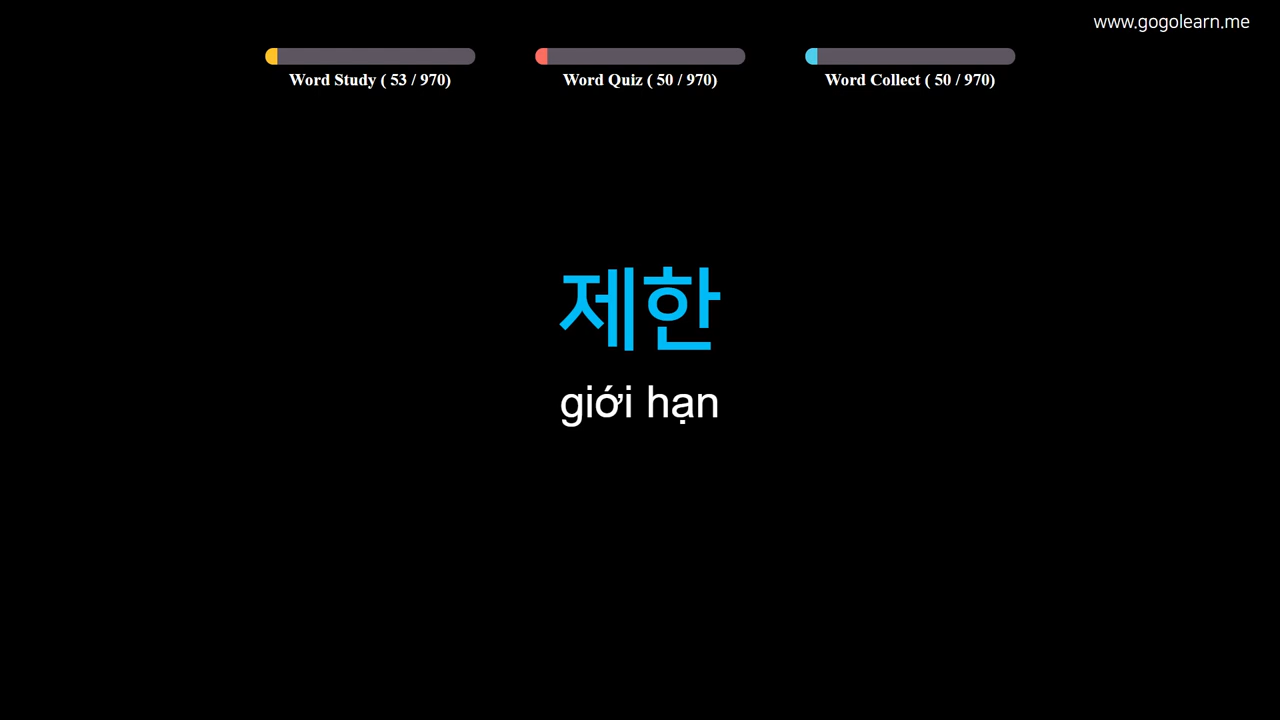 www.gogolearn.me
Word Study ( 53 / 970)
Word Quiz ( 50 / 970)
Word Collect ( 50 / 970)
제한
giới hạn